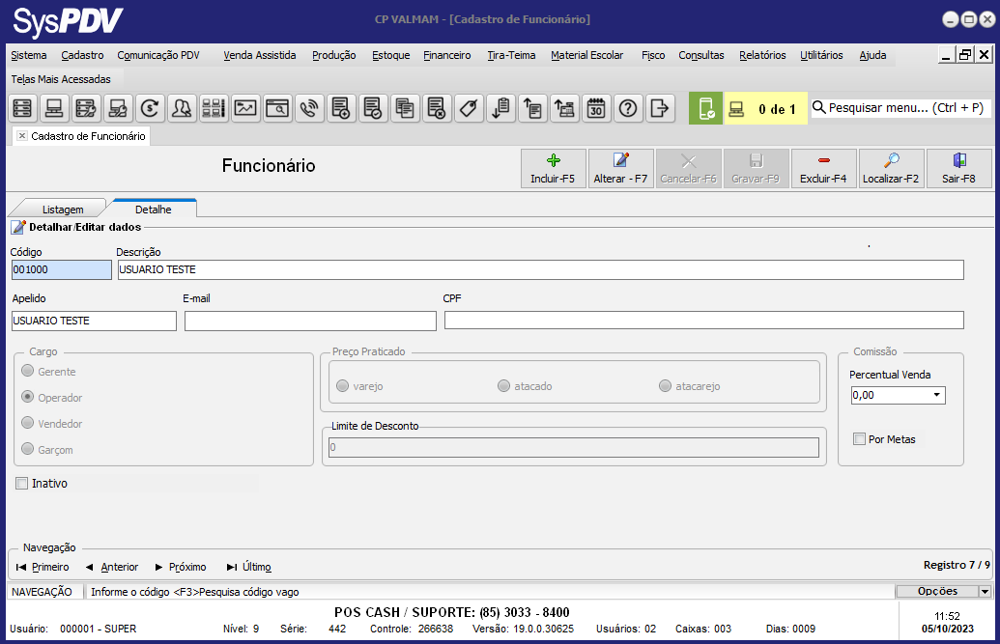 SysPDV
CP VALMAM - [Cadastro de Funcionário]
Sistema Cadastro Comunicação PDV Venda Assistida Produção Estoque Financeiro Tira-Teima Material Escolar Fisco Consultas Relatórios Utilitários Ajuda
Telas Mais Acessadas
30 ? 0 de 1 Pesquisar menu... (Ctrl + P)
Cadastro de Funcionário
Funcionário
Incluir-F5 Alterar - F7 Cancelar-F6 Gravar-F9 Excluir-F4 Localizar-F2 Sair-F8
Listagem Detalhe
Detalhar/Editar dados
Código Descrição
001000 USUARIO TESTE
Apelido E-mail CPF
USUARIO TESTE
Cargo Preço Praticado Comissão
Gerente Percentual Venda
varejo atacado atacarejo
Operador 0,00
Vendedor Limite de Desconto
Por Metas
Garçom 0
Inativo
Navegação
Primeiro Anterior Próximo Último Registro 7 / 9
NAVEGAÇÃO Informe o código <F3>Pesquisa código vago Opções
POS CASH / SUPORTE: (85) 3033 - 8400 11:52
Usuário: 000001 - SUPER Nível: 9 Série: 442 Controle: 266638 Versão: 19.0.0.30625 Usuários: 02 Caixas: 003 Dias: 0009 05/10/2023